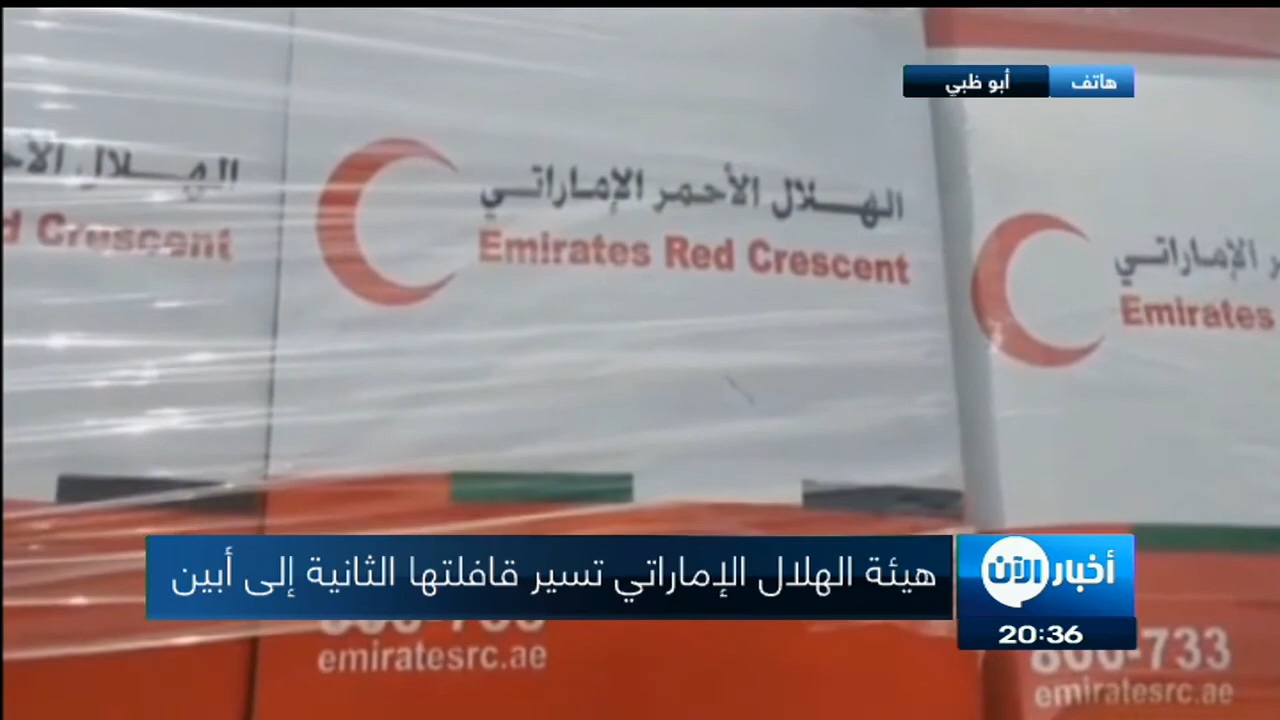 هاتف
أبو ظبي
الهلال الأحمر الإماراتي
Emirates Red Crescent
الهلال
Red Crescent
الإماراتي
Emirates
هيئة الهلال الإماراتي تسير قافلتها الثانية إلى أبين
أخبار الآن
20:36
emiratesrc.ae
800-733
emiratesrc.ae